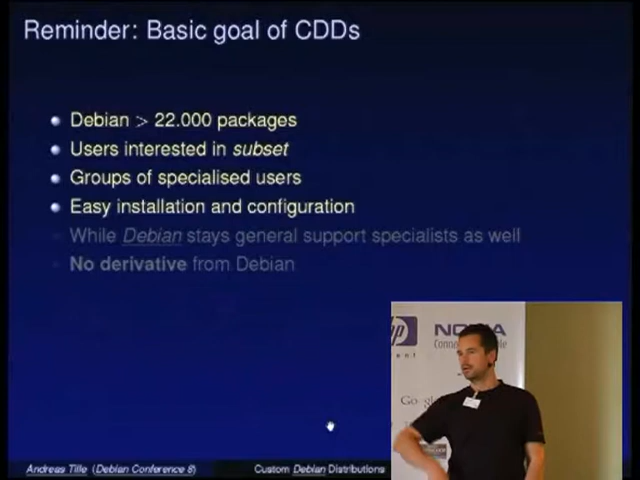 Reminder: Basic goal of CDDs
Debian > 22.000 packages
Users interested in subset
Groups of specialised users
Easy installation and configuration
While Debian stays general support specialists as well
No derivative from Debian
hp
Andreas Tille (Debian Conference 8)
Custom Debian Distributions